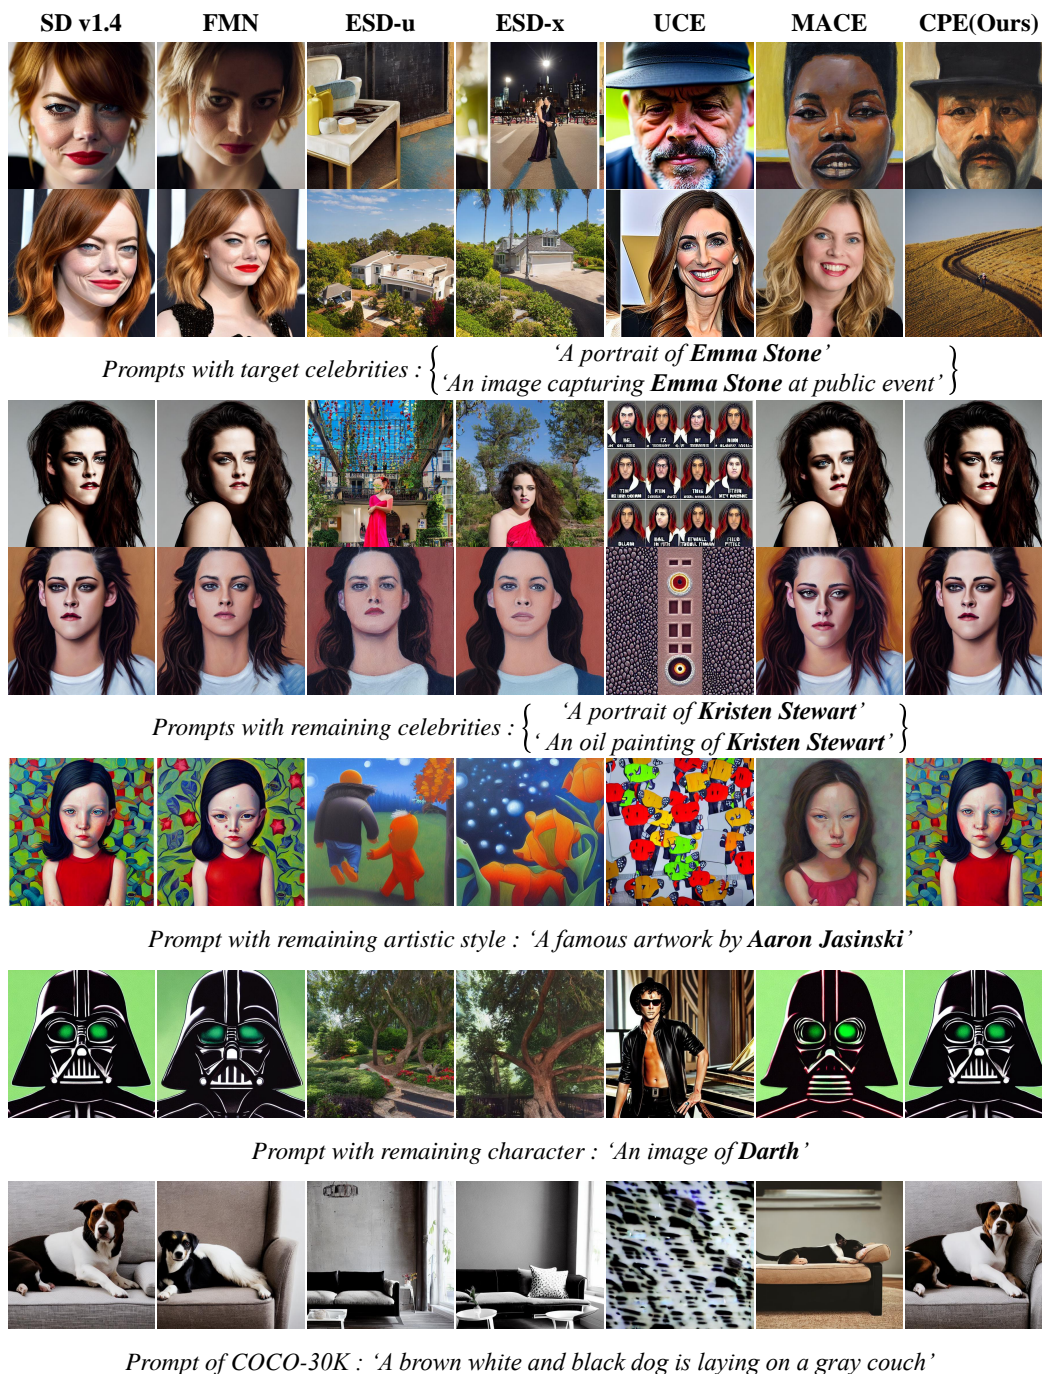 SD v1.4 FMN ESD-u ESD-x UCE MACE CPE(Ours)
Prompts with target celebrities : { 'A portrait of Emma Stone'
'An image capturing Emma Stone at public event' }
Prompts with remaining celebrities : { 'A portrait of Kristen Stewart'
' An oil painting of Kristen Stewart' }
Prompt with remaining artistic style : 'A famous artwork by Aaron Jasinski'
Prompt with remaining character : 'An image of Darth'
Prompt of COCO-30K : 'A brown white and black dog is laying on a gray couch'